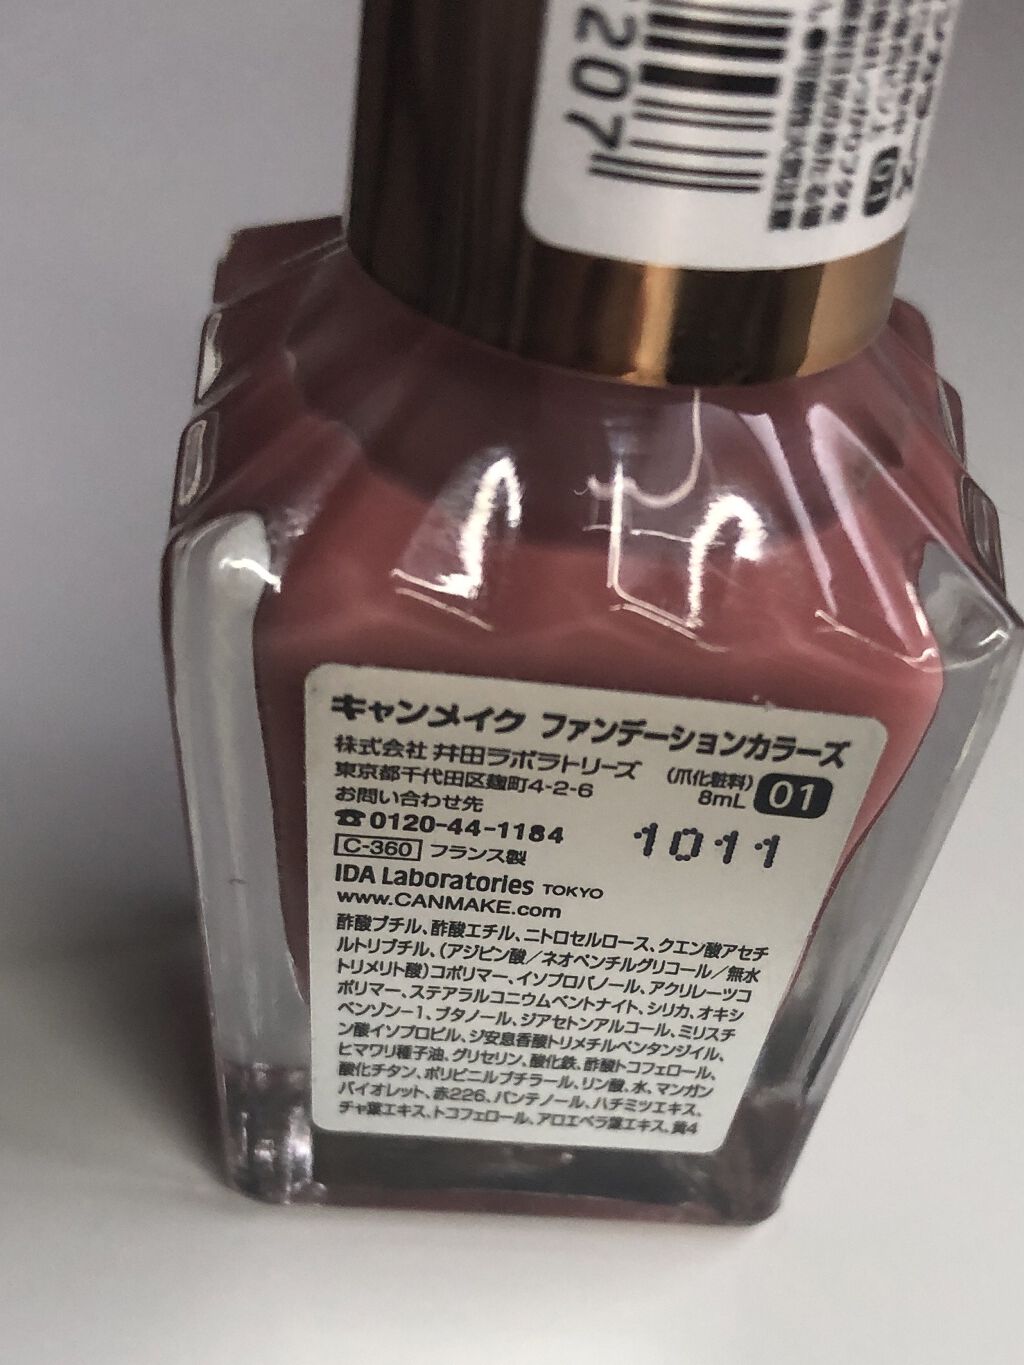 207
キャンメイク ファンデーションカラーズ
株式会社 井田ラボラトリーズ (爪化粧料)
東京都千代田区麹町4-2-6 8mL 01
お問い合わせ先
☎0120-44-1184 1011
C-360 フランス製
IDA Laboratories TOKYO
www.CANMAKE.com
酢酸ブチル、酢酸エチル、ニトロセルロース、クエン酸アセチ
ルトリブチル、(アジピン酸/ネオペンチルグリコール/無水
トリメリト酸)コポリマー、イソプロパノール、アクリレーツコ
ポリマー、ステアラルコニウムベントナイト、シリカ、オキシ
ベンゾン-1、ブタノール、ジアセトンアルコール、ミリスチ
ン酸イソプロピル、ジ安息香酸トリメチルペンタンジイル、
ヒマワリ種子油、グリセリン、酸化鉄、酢酸トコフェロール、
酸化チタン、ポリビニルブチラール、リン酸、水、マンガン
バイオレット、赤226、パンテノール、ハチミツエキス、
チャ葉エキス、トコフェロール、アロエベラ葉エキス、黄4